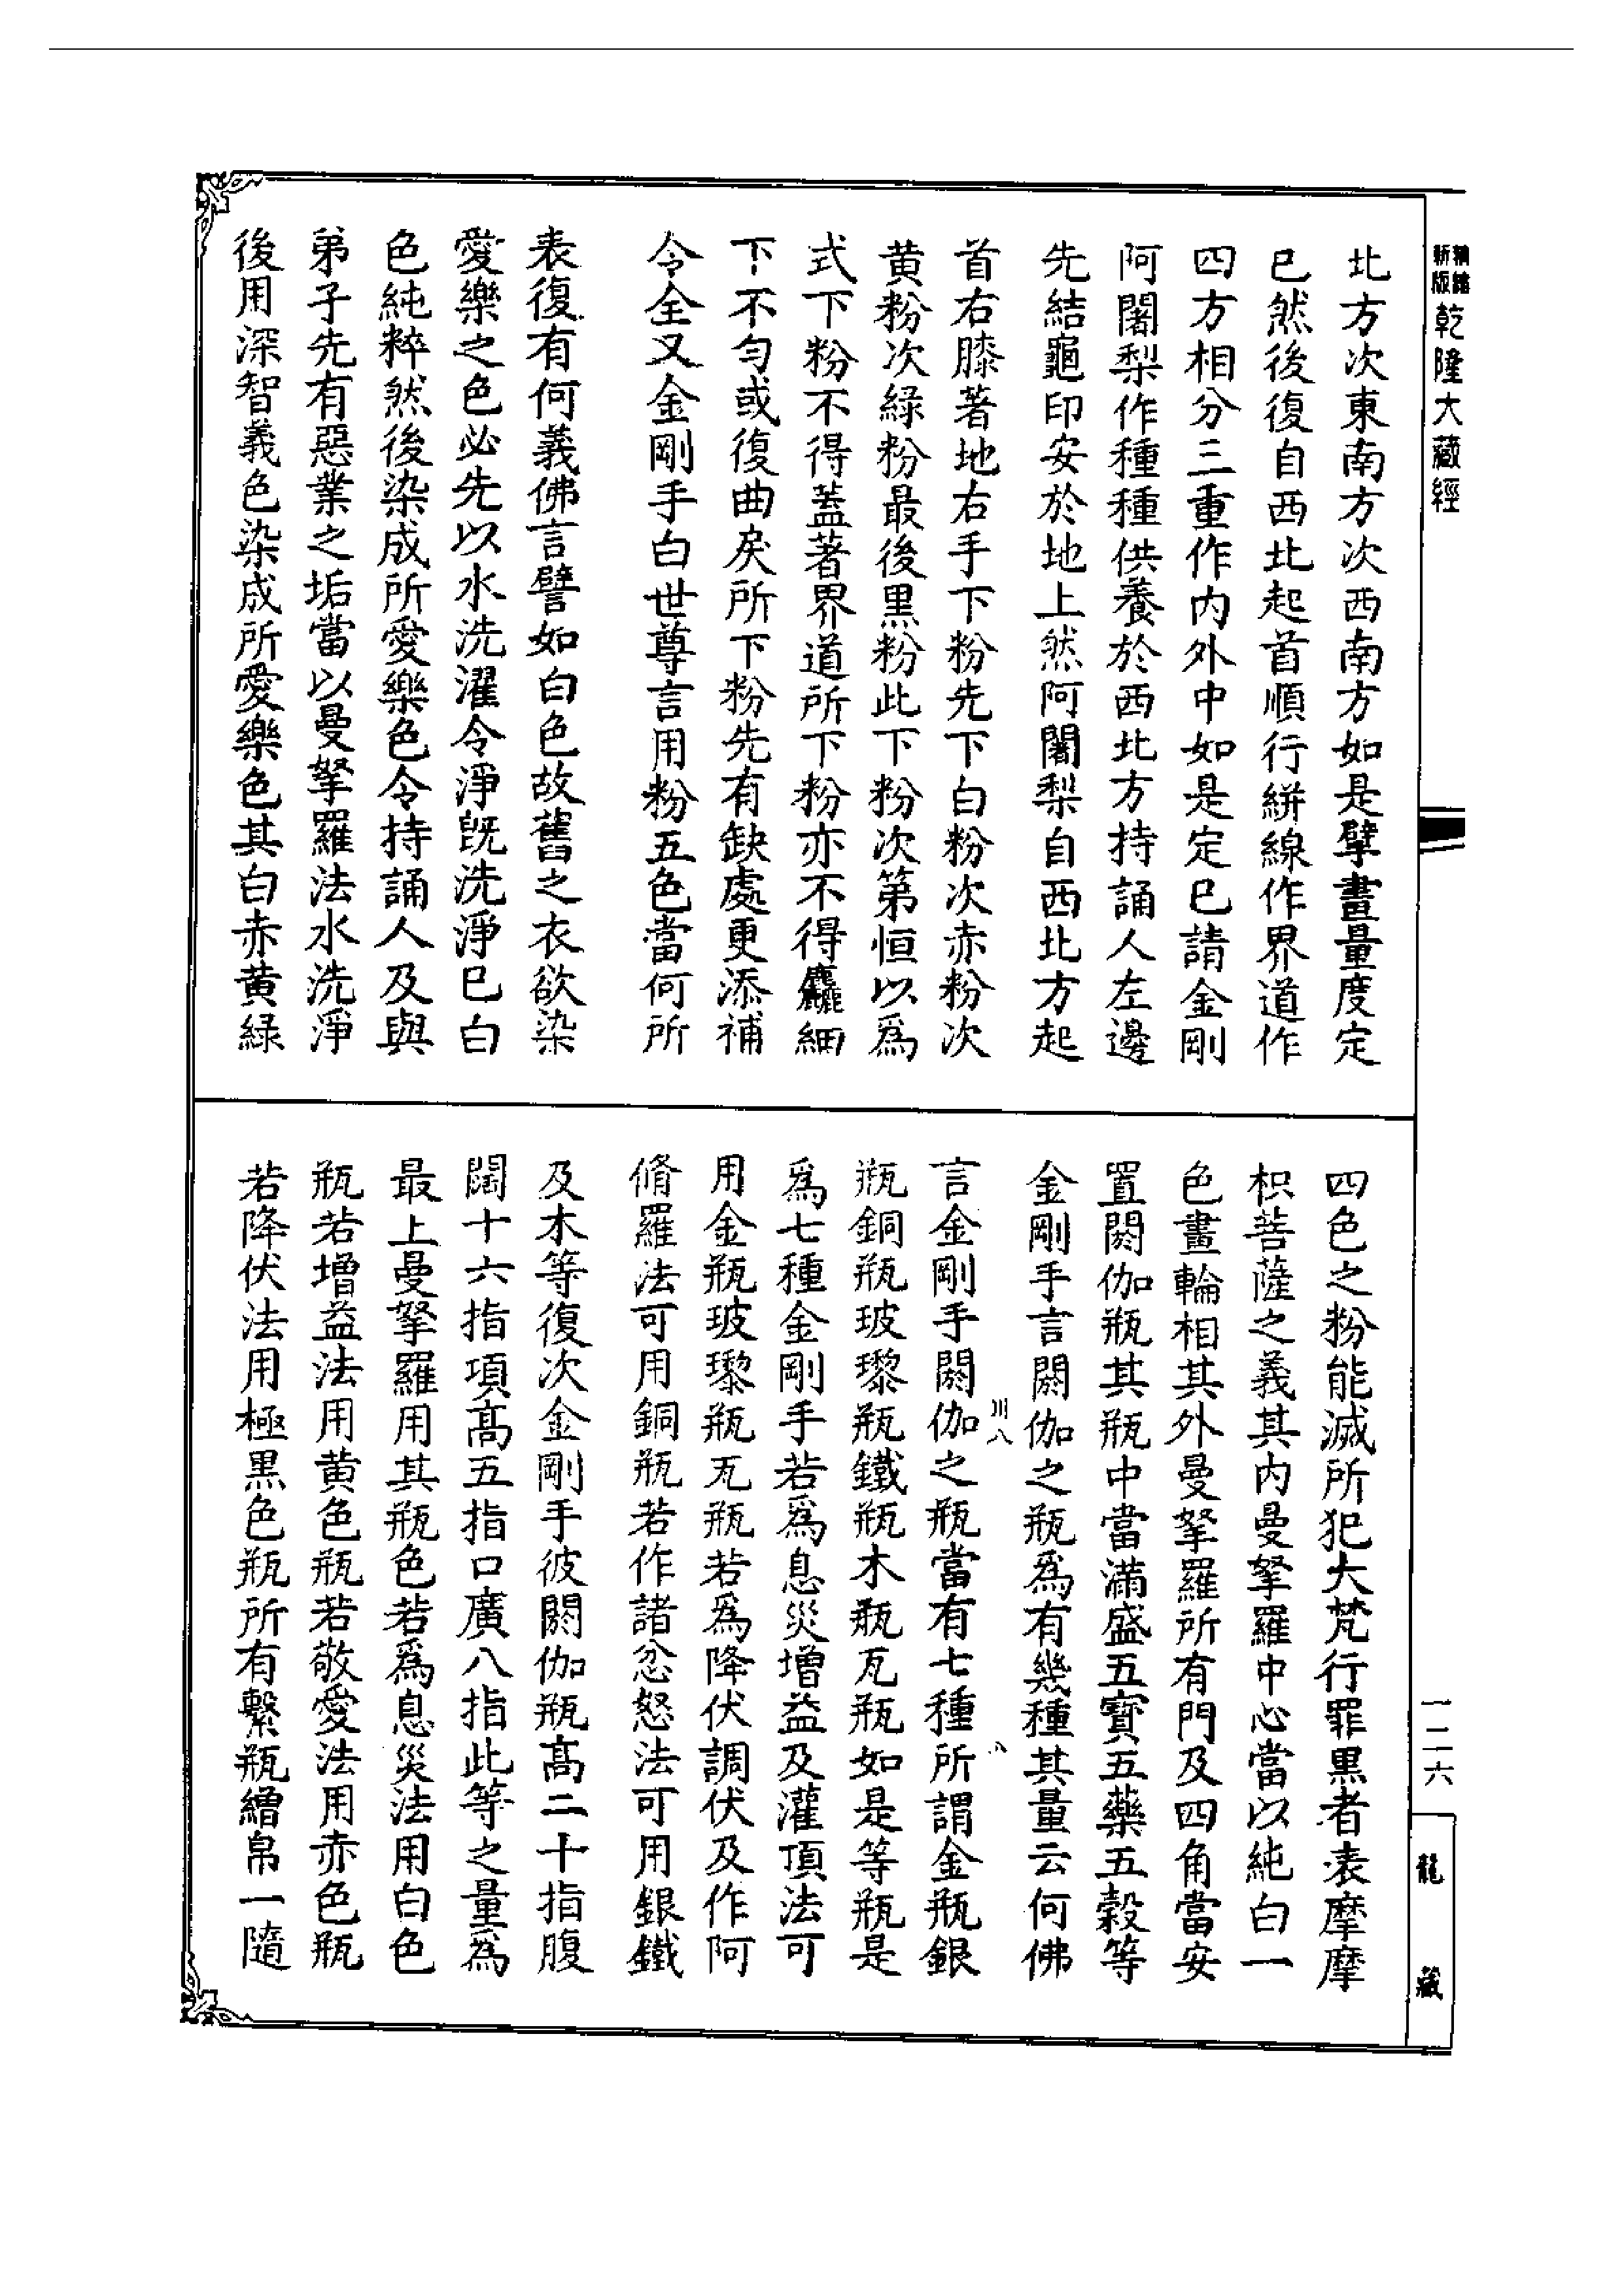 精繕新版 乾隆大藏經
北方次東南方次西南方如是擘畫量度定
已然後復自西北起首順行絣線作界道作
四方相分三重作内外中如是定已請金剛
阿闍梨作種種供養於西北方持誦人左邊
先結龜印安於地上然阿闍梨自西北方起
首右膝著地右手下粉先下白粉次赤粉次
黄粉次綠粉最後黒粉此下粉次第恒以爲
式下粉不得蓋著界道所下粉亦不得麤細
下不勻或復曲戾所下粉先有缺處更添補
令全又金剛手白世尊言用粉五色當何所
表復有何義佛言譬如白色故舊之衣欲染
愛樂之色必先以水洗濯令淨旣洗淨已白
色純粹然後染成所愛樂色令持誦人及與
弟子先有惡業之垢當以曼拏羅法水洗淨
後用深智義色染成所愛樂色其白赤黄緑
四色之粉能滅所犯大梵行罪黒者表摩摩
枳菩薩之義其内曼拏羅中心當以純白一
色畫輪相其外曼拏羅所有門及四角當安
置閼伽瓶其瓶中當滿盛五寳五藥五穀等
金剛手言閼伽之瓶爲有幾種其量云何佛
言金剛手閼伽之瓶當有七種所謂金瓶銀
瓶銅瓶玻瓈瓶鐵瓶木瓶瓦瓶如是等瓶是
爲七種金剛手若爲息災增益及灌頂法可
用金瓶玻瓈瓶瓦瓶若爲降伏調伏及作阿
脩羅法可用銅瓶若作諸忿怒法可用銀鐵
及木等復次金剛手彼閼伽瓶髙二十指腹
闊十六指項髙五指口廣八指此等之量爲
最上曼拏羅用其瓶色若爲息災法用白色
瓶若增益法用黄色瓶若敬愛法用赤色瓶
若降伏法用極黒色瓶所有繫瓶繒帛一隨
川八
八
一二六
龍藏